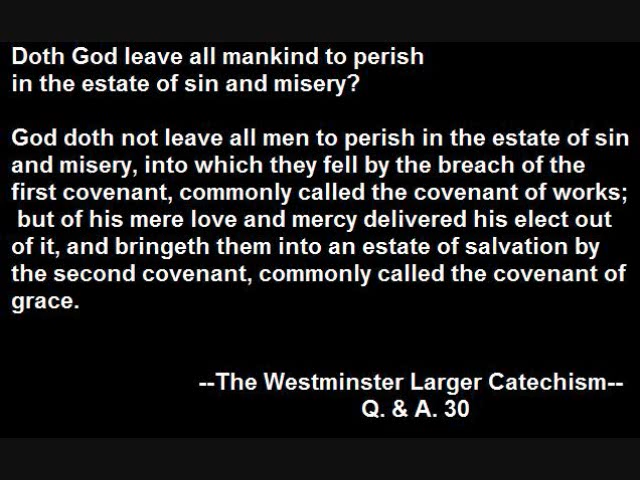 Doth God leave all mankind to perish
in the estate of sin and misery?
God doth not leave all men to perish in the estate of sin
and misery, into which they fell by the breach of the
first covenant, commonly called the covenant of works;
but of his mere love and mercy delivered his elect out
of it, and bringeth them into an estate of salvation by
the second covenant, commonly called the covenant of
grace.
--The Westminster Larger Catechism--
Q. & A. 30